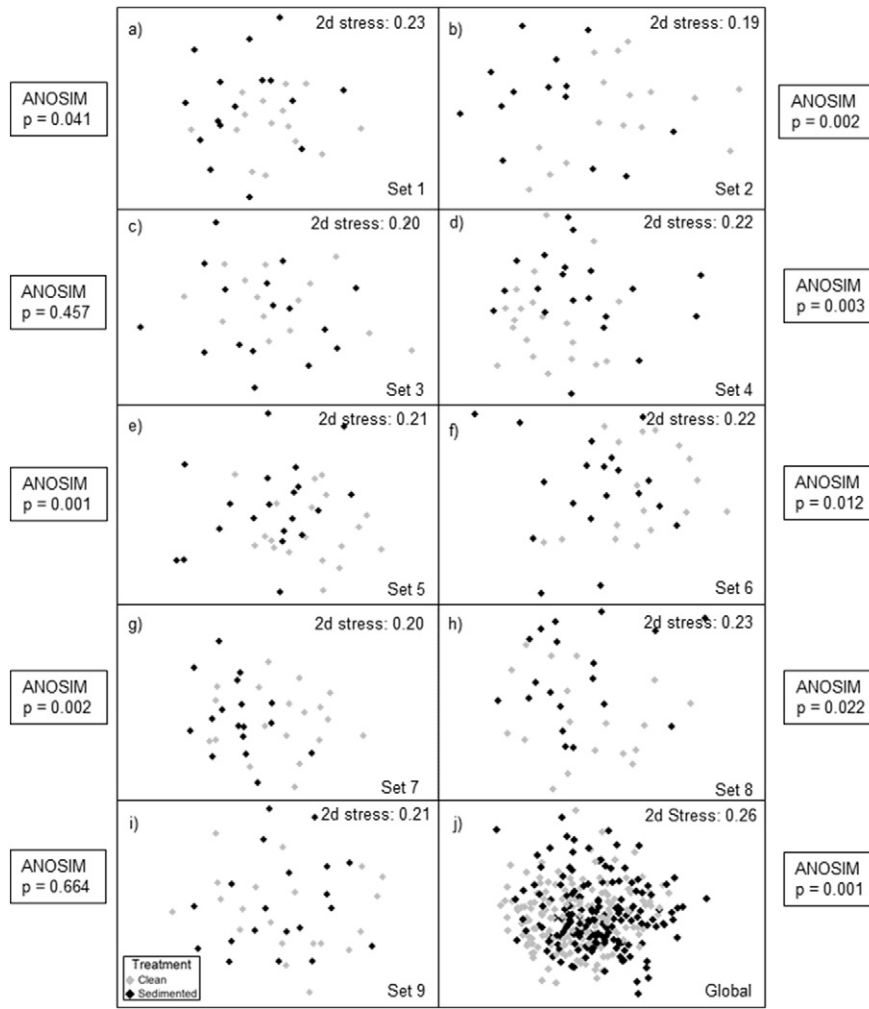 a)
2d stress: 0.23
ANOSIM
p = 0.041
Set 1
b)
2d stress: 0.19
ANOSIM
p = 0.002
Set 2
c)
2d stress: 0.20
ANOSIM
p = 0.457
Set 3
d)
2d stress: 0.22
ANOSIM
p = 0.003
Set 4
e)
2d stress: 0.21
ANOSIM
p = 0.001
Set 5
f)
2d stress: 0.22
ANOSIM
p = 0.012
Set 6
g)
2d stress: 0.20
ANOSIM
p = 0.002
Set 7
h)
2d stress: 0.23
ANOSIM
p = 0.022
Set 8
i)
2d stress: 0.21
ANOSIM
p = 0.664
Treatment
Clean
Sedimented
Set 9
j)
2d Stress: 0.26
ANOSIM
p = 0.001
Global